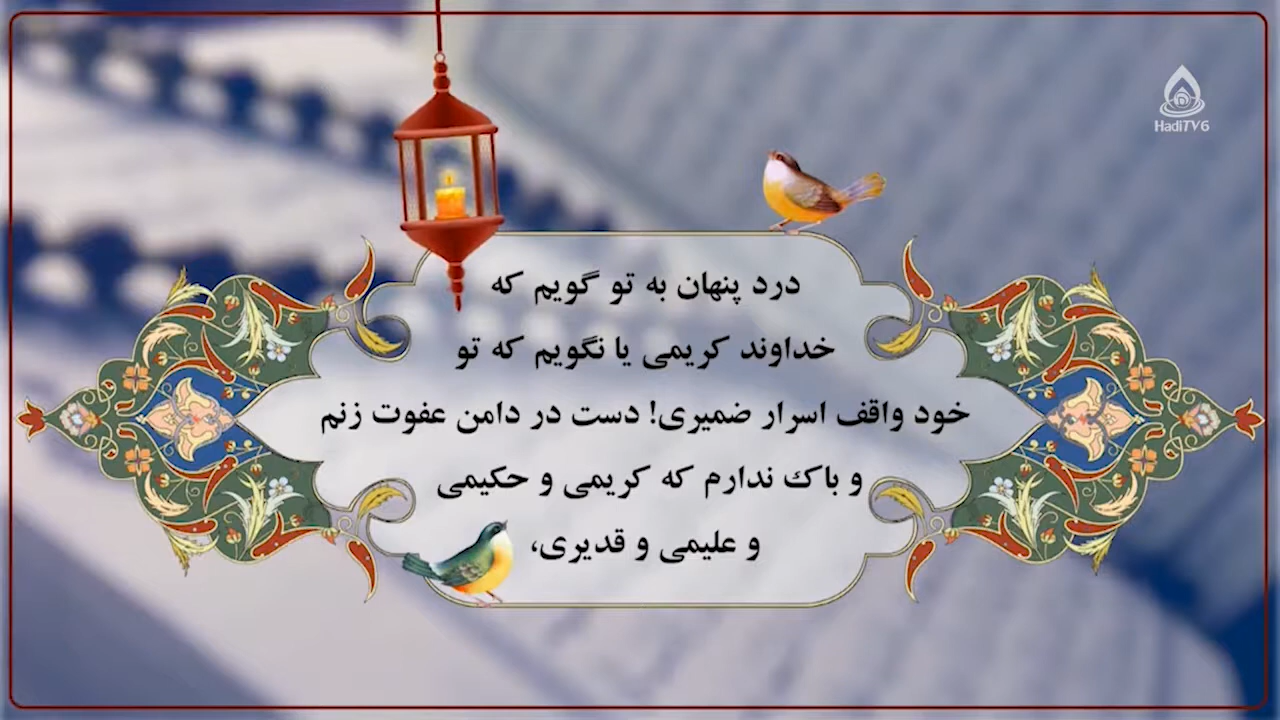 HadiTV6
درد پنهان به تو گویم که
خداوند کریمی یا نگویم که تو
خود واقف اسرار ضمیری! دست در دامن عفوت زنم
و باک ندارم که کریمی و حکیمی
و علیمی و قدیری،